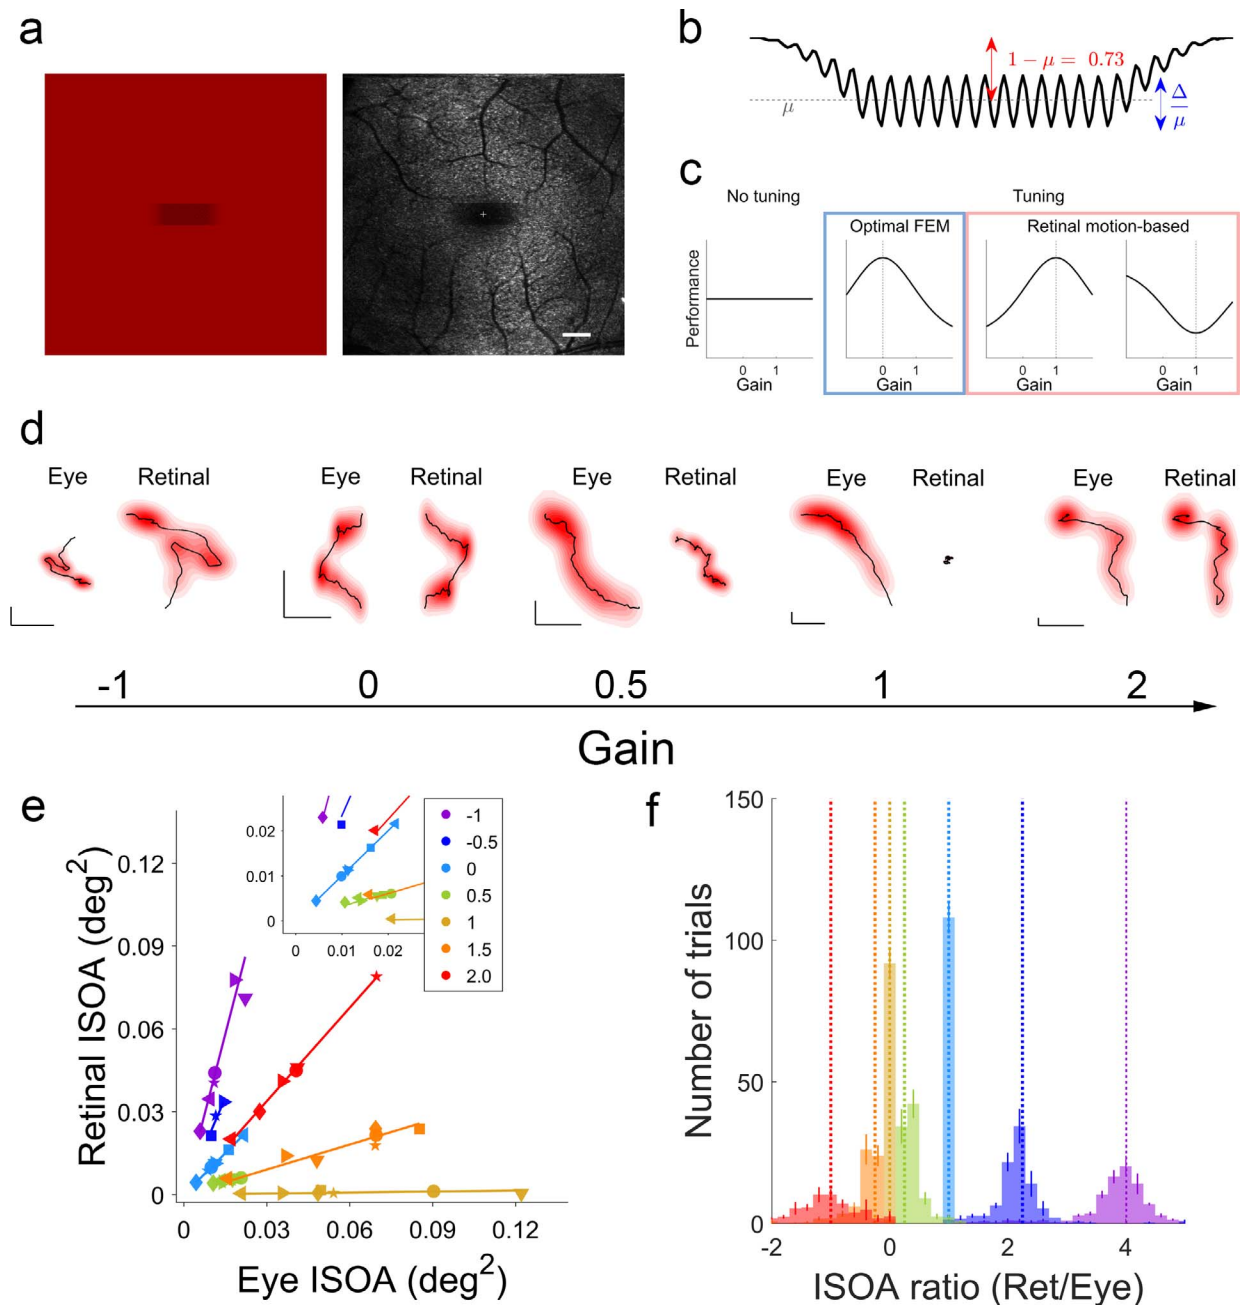 a
b
1 − μ = 0.73
μ
Δ
μ
c
No tuning
Tuning
Optimal FEM
Retinal motion-based
Performance
0 1
0 1
0 1
0 1
Gain
Gain
Gain
Gain
d
Eye Retinal
Eye Retinal
Eye Retinal
Eye Retinal
Eye Retinal
-1 0 0.5 1 2
Gain
e
Retinal ISOA (deg²)
0.12
0.09
0.06
0.03
0
0 0.03 0.06 0.09 0.12
Eye ISOA (deg²)
0.02
0.01
0
0 0.01 0.02
-1
-0.5
0
0.5
1
1.5
2.0
f
Number of trials
150
100
50
0
-2 0 2 4
ISOA ratio (Ret/Eye)